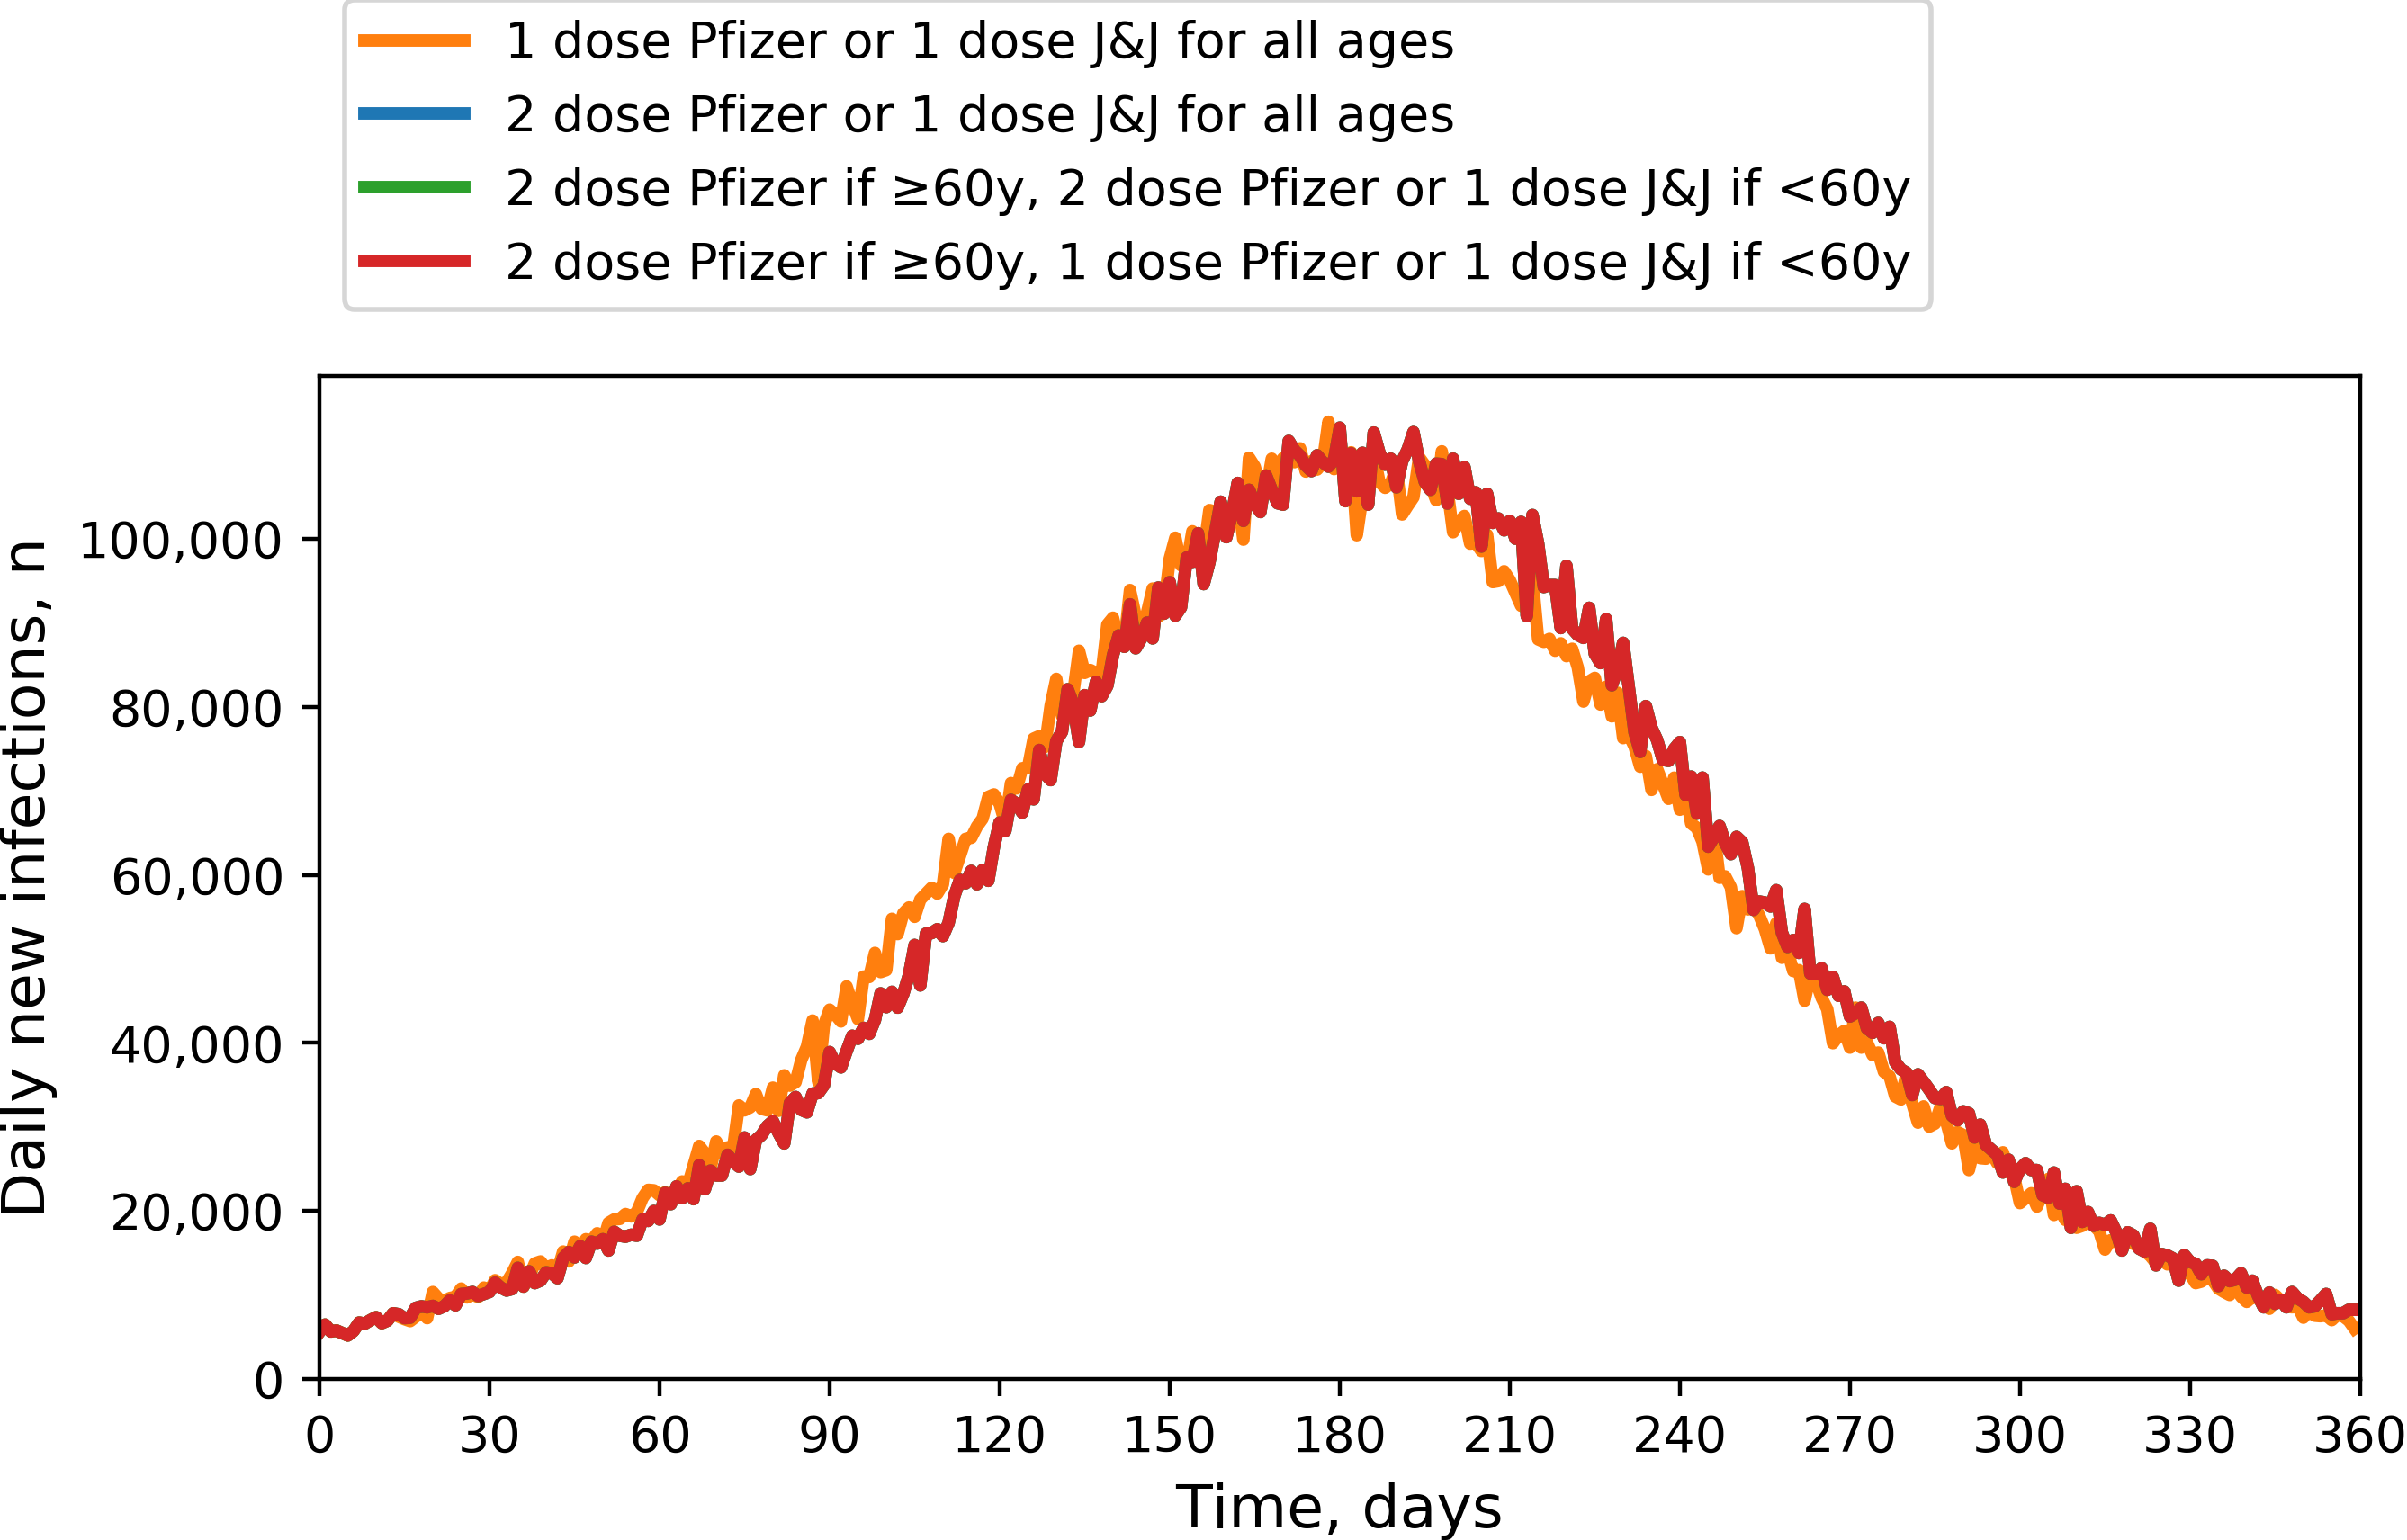 1 dose Pfizer or 1 dose J&J for all ages
2 dose Pfizer or 1 dose J&J for all ages
2 dose Pfizer if ≥60y, 2 dose Pfizer or 1 dose J&J if <60y
2 dose Pfizer if ≥60y, 1 dose Pfizer or 1 dose J&J if <60y
Daily new infections, n
100,000
80,000
60,000
40,000
20,000
0
0 30 60 90 120 150 180 210 240 270 300 330 360
Time, days